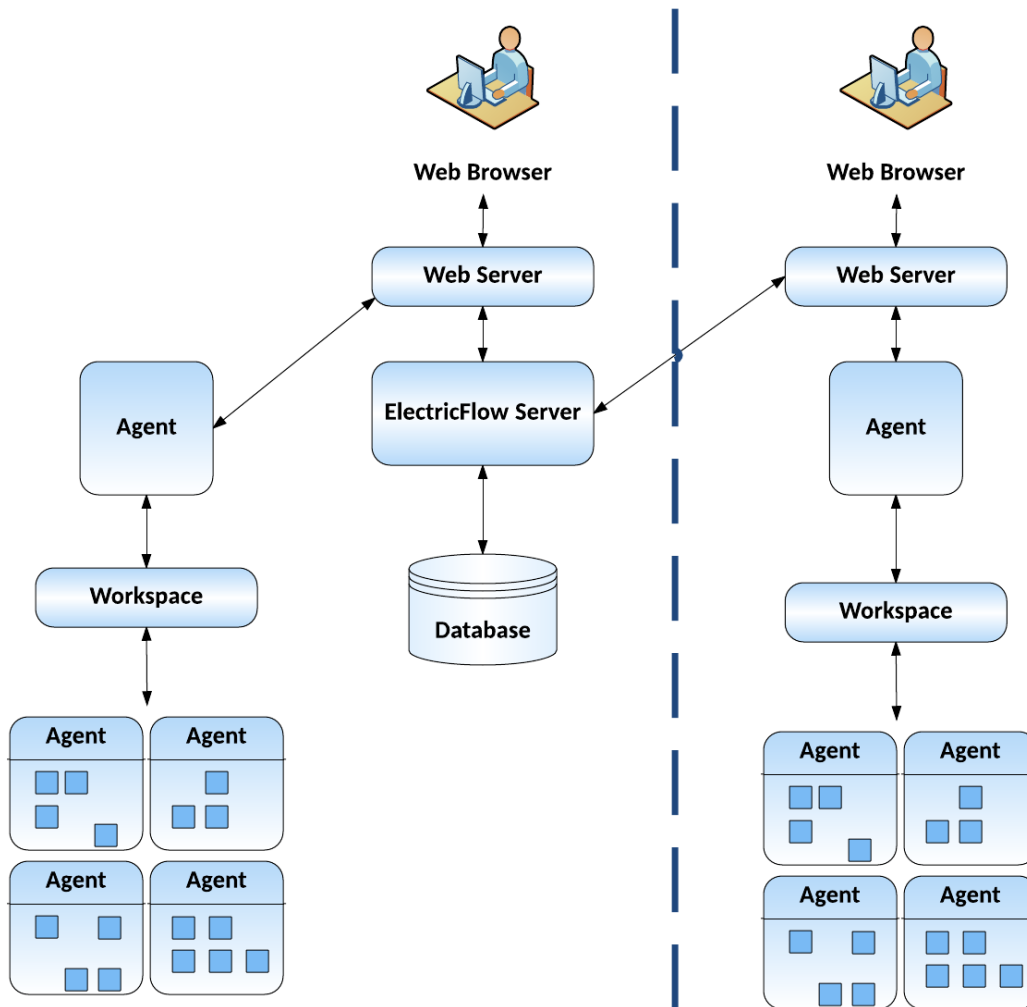 Web Browser
Web Server
ElectricFlow Server
Database
Agent
Workspace
Agent
Agent
Agent
Agent
Web Browser
Web Server
Agent
Workspace
Agent
Agent
Agent
Agent